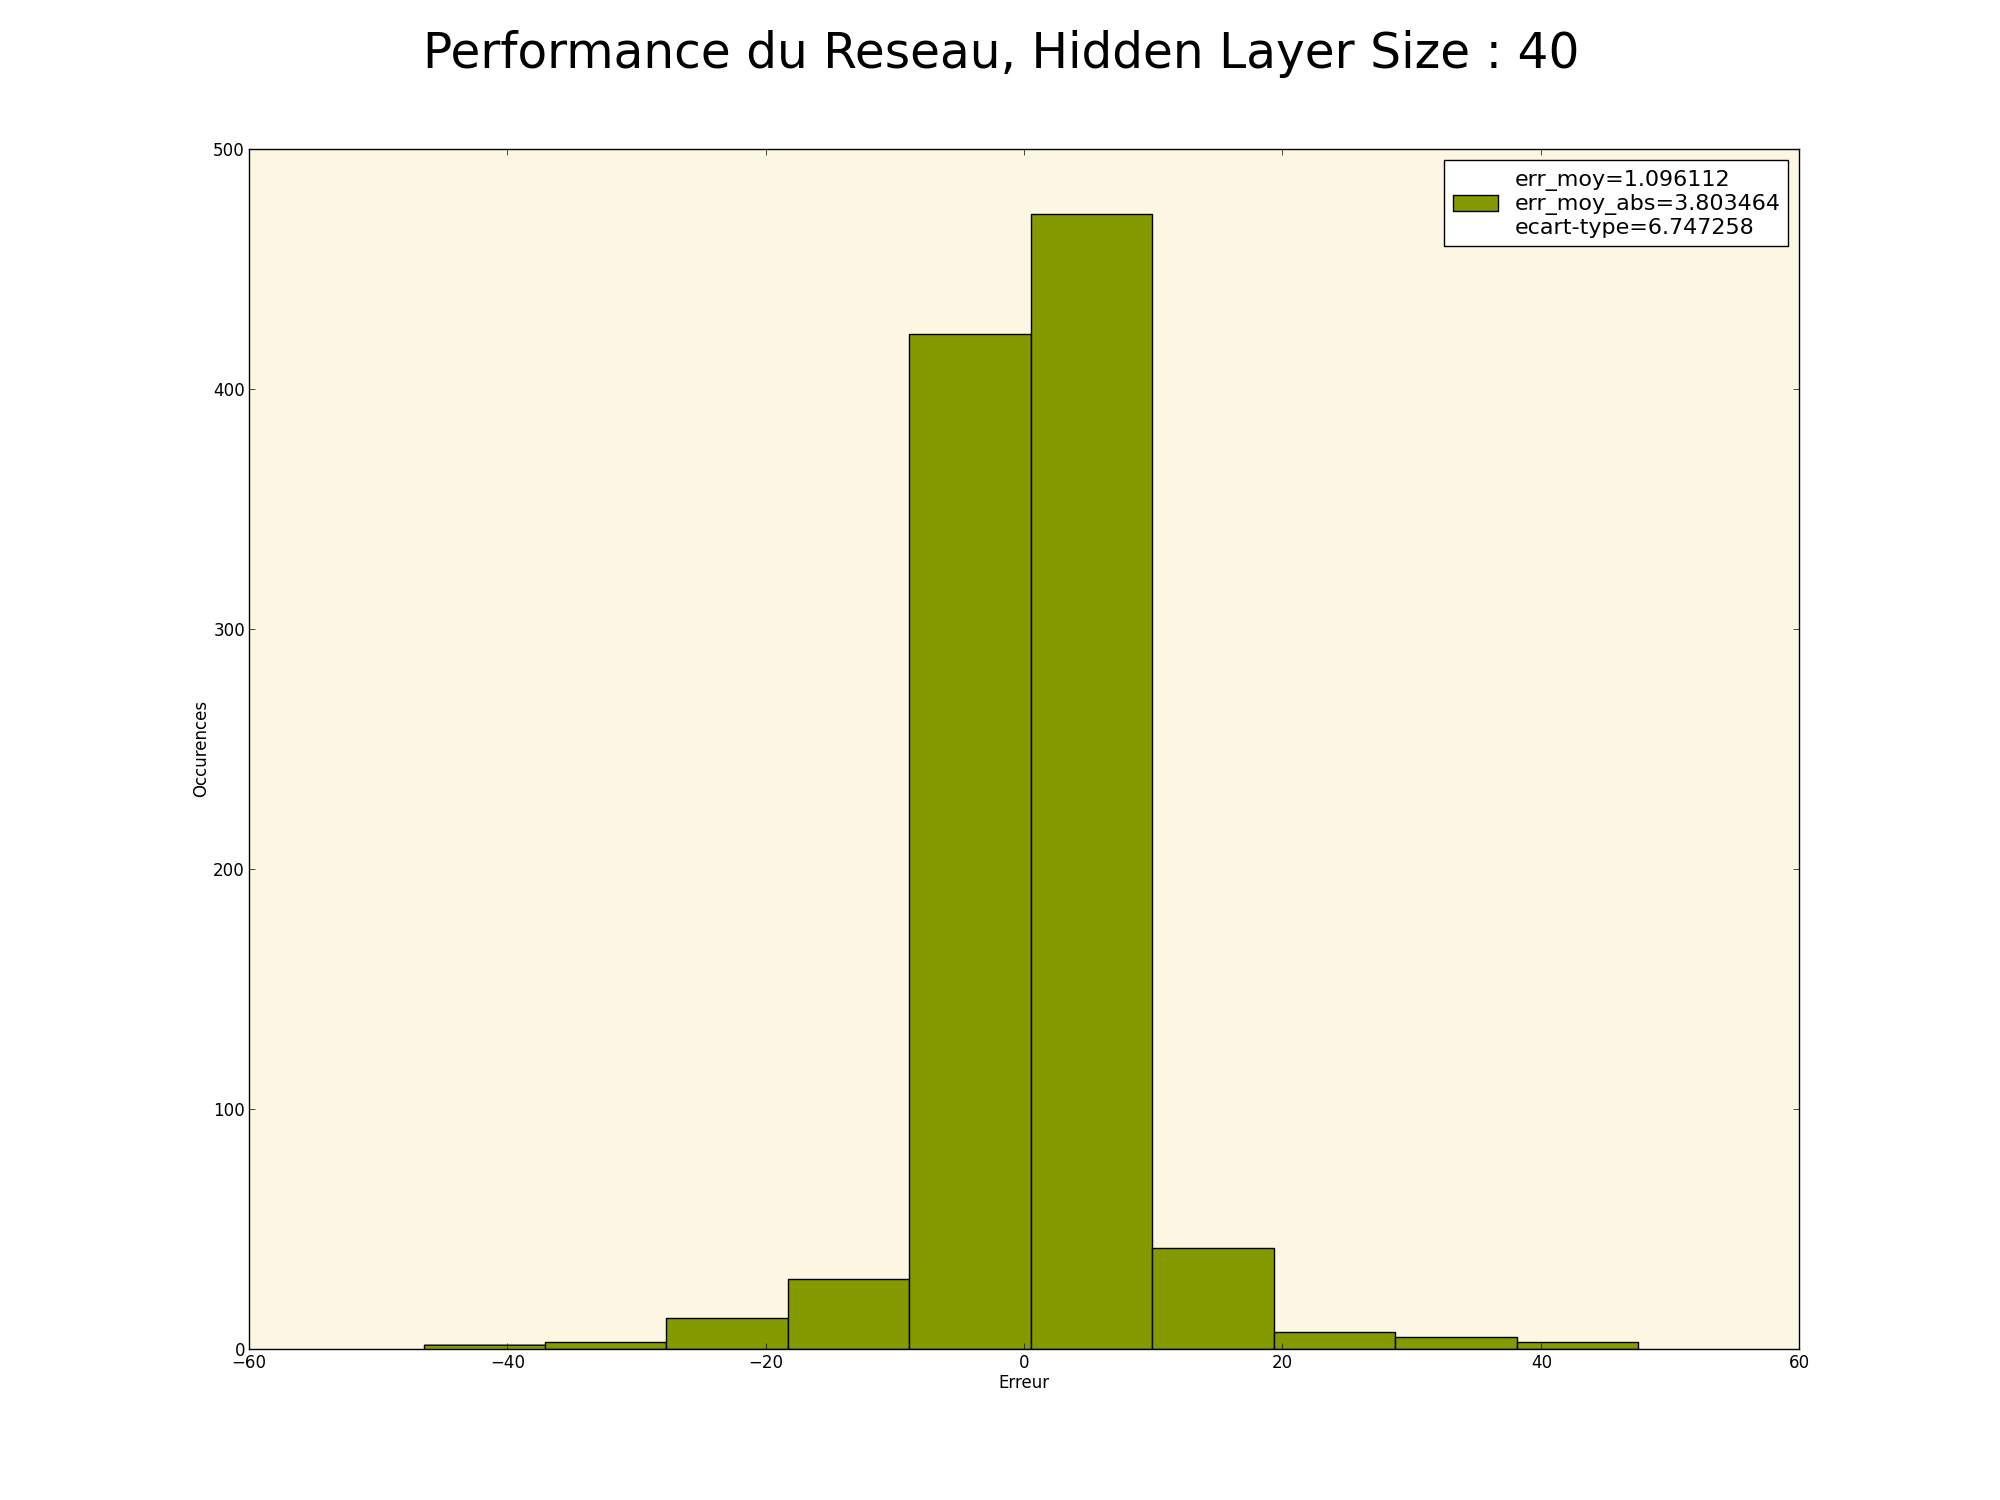 Performance du Reseau, Hidden Layer Size : 40
500
err_moy=1.096112
err_moy_abs=3.803464
ecart-type=6.747258
400
300
Occurences
200
100
0
−60 −40 −20 0 20 40 60
Erreur